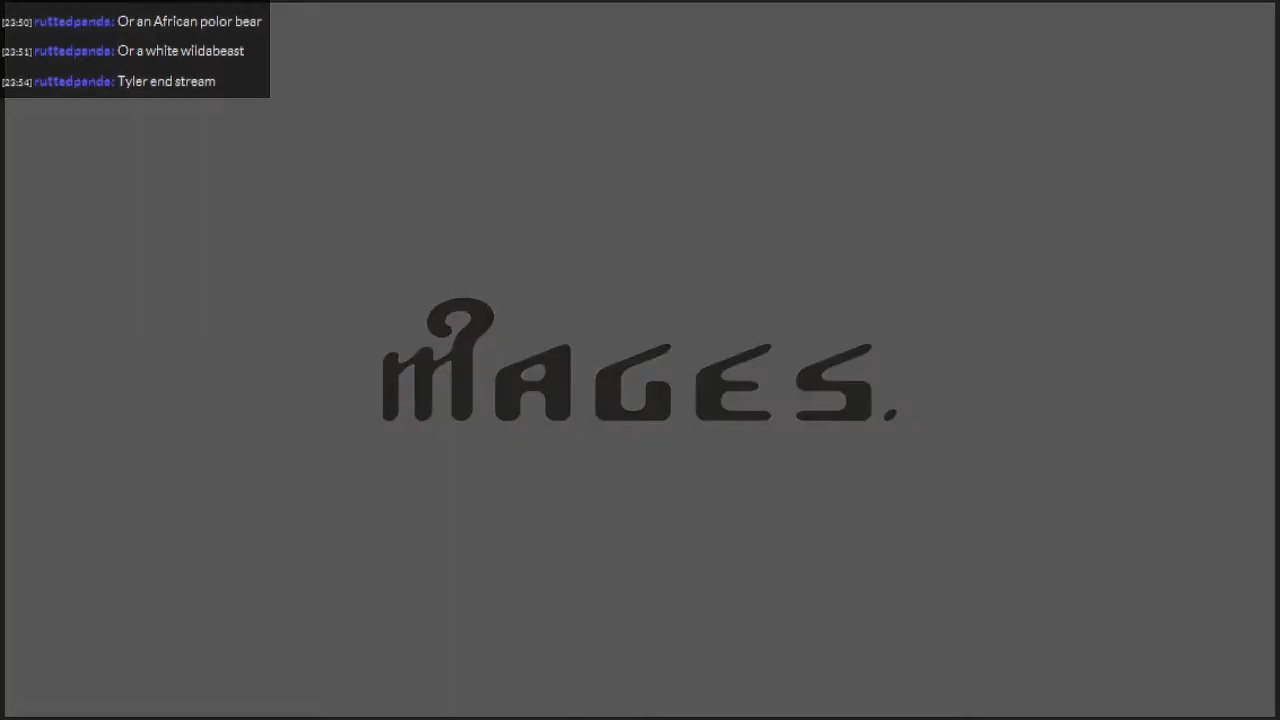 [23:50] ruttedpanda: Or an African polor bear
[23:51] ruttedpanda: Or a white wildabeast
[23:54] ruttedpanda: Tyler end stream
MAGES.